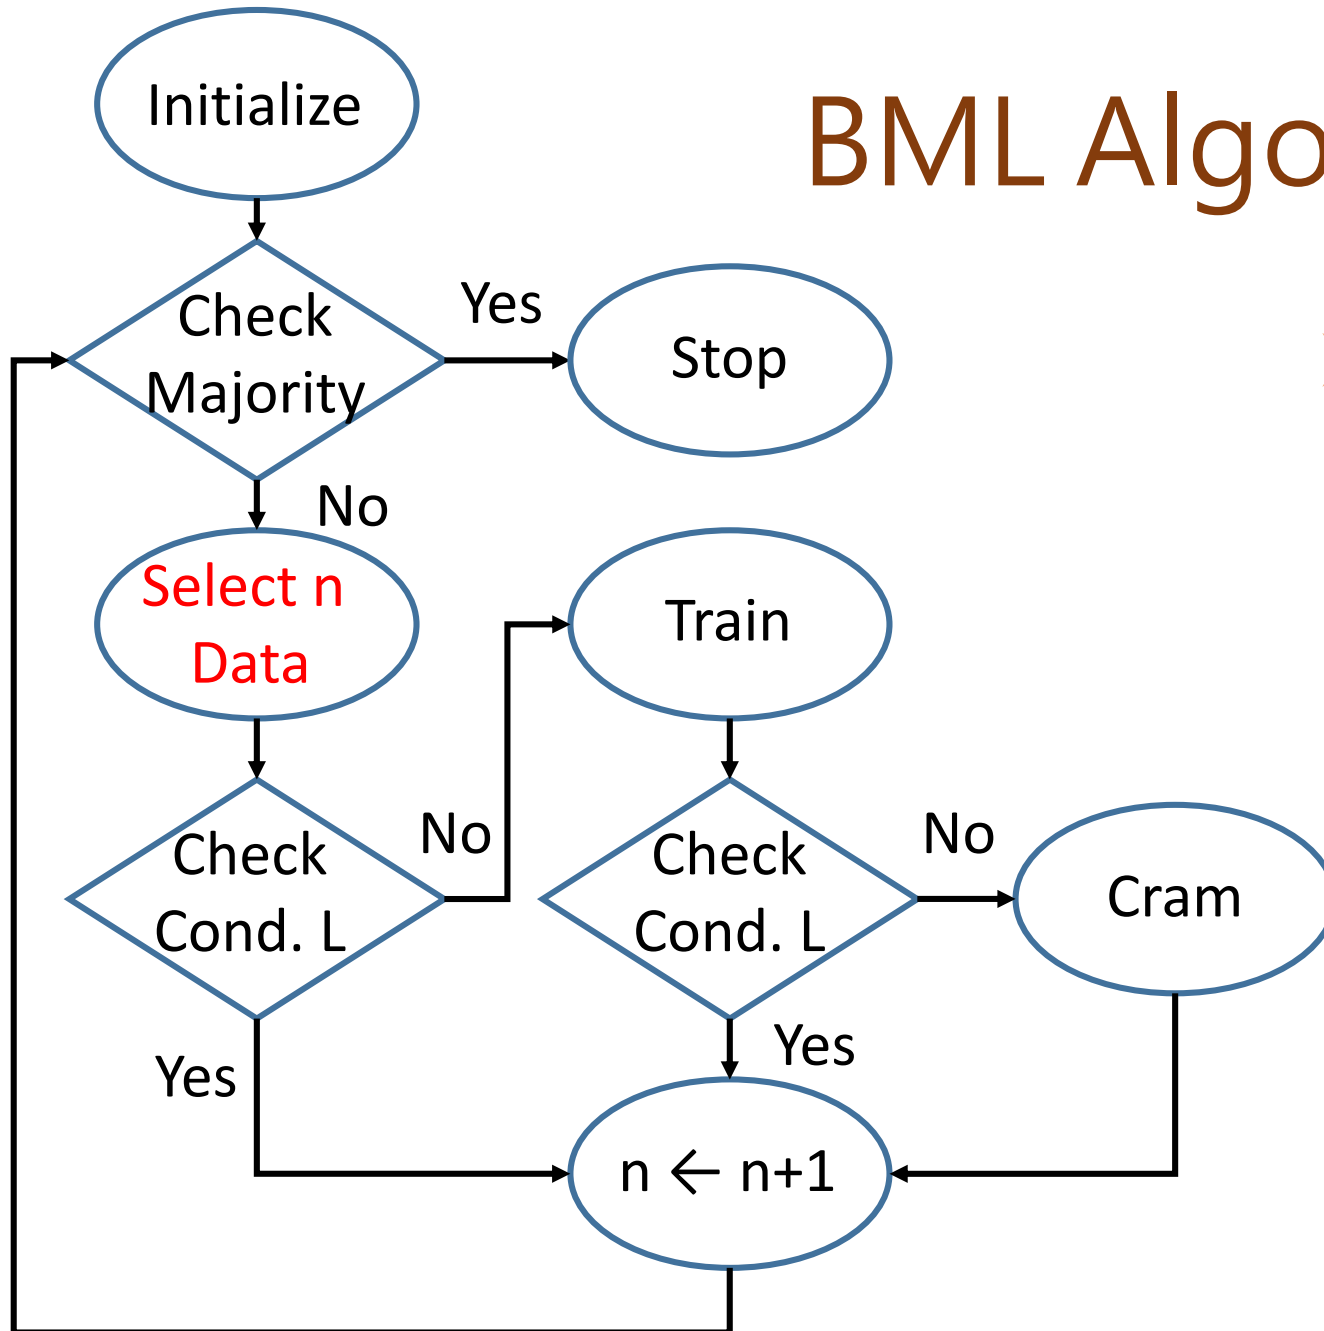 Initialize
BML Algo
Check
Majority
Yes
Stop
No
Select n
Data
Train
Check
Cond. L
No
Check
Cond. L
No
Cram
Yes
Yes
n ← n+1